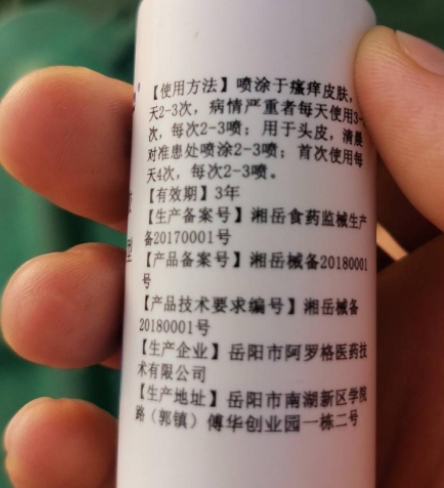 【使用方法】喷涂于瘙痒皮肤，
天2-3次，病情严重者每天使用3-
次，每次2-3喷；用于头皮，清晨
对准患处喷涂2-3喷；首次使用每
天4次，每次2-3喷。
【有效期】3年
【生产备案号】湘岳食药监械生产
备20170001号
【产品备案号】湘岳械备20180001
号
【产品技术要求编号】湘岳械备
20180001号
【生产企业】岳阳市阿罗格医药技
术有限公司
【生产地址】岳阳市南湖新区学院
路（郭镇）傅华创业园一栋二号
型